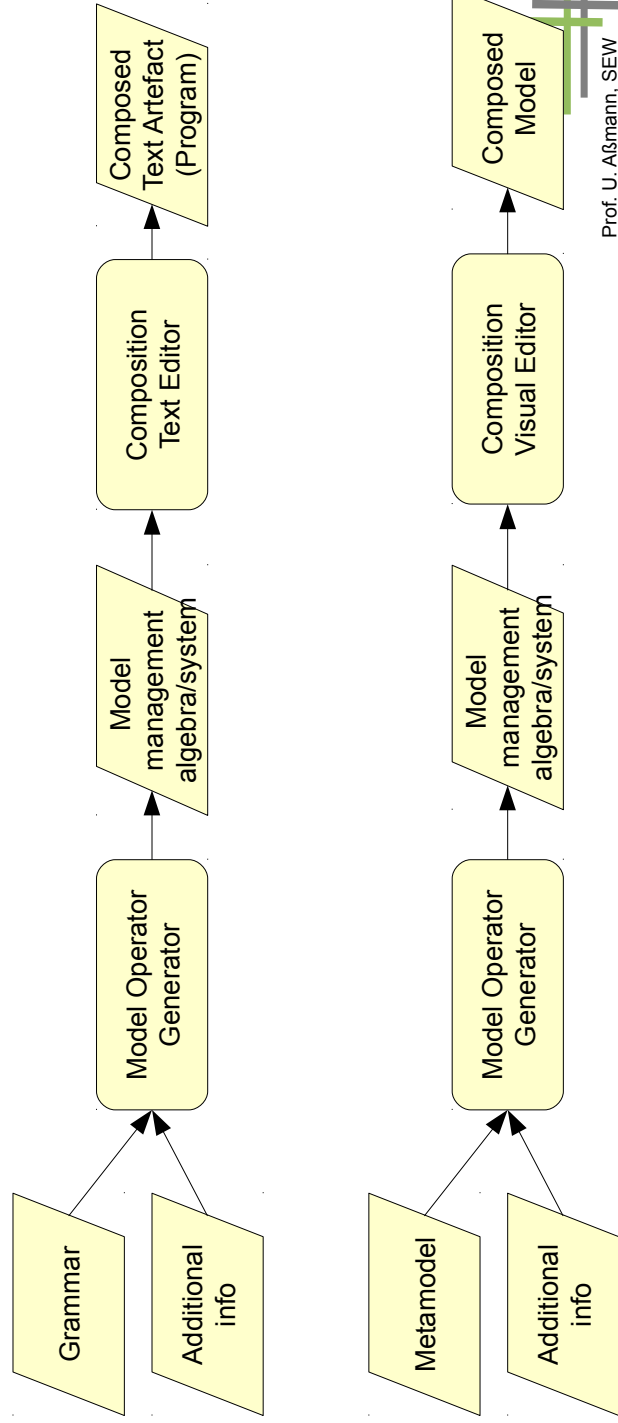 Grammar
Additional
info
Model Operator
Generator
Model
management
algebra/system
Composition
Text Editor
Composed
Text Artefact
(Program)
Metamodel
Additional
info
Model Operator
Generator
Model
management
algebra/system
Composition
Visual Editor
Composed
Model
Prof. U. Aßmann, SEW